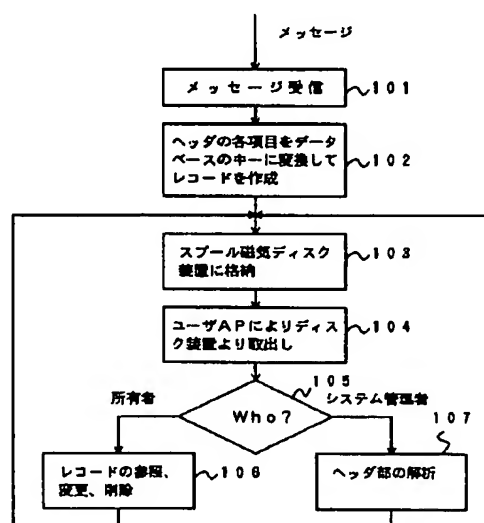 メッセージ
メッセージ受信
101
ヘッダの各項目をデータ
ベースのキーに変換して
レコードを作成
102
スプール磁気ディスク
装置に格納
103
ユーザAPによりディス
ク装置より取出し
104
105
Who?
所有者
システム管理者
107
レコードの参照、
変更、削除
106
ヘッダ部の解析